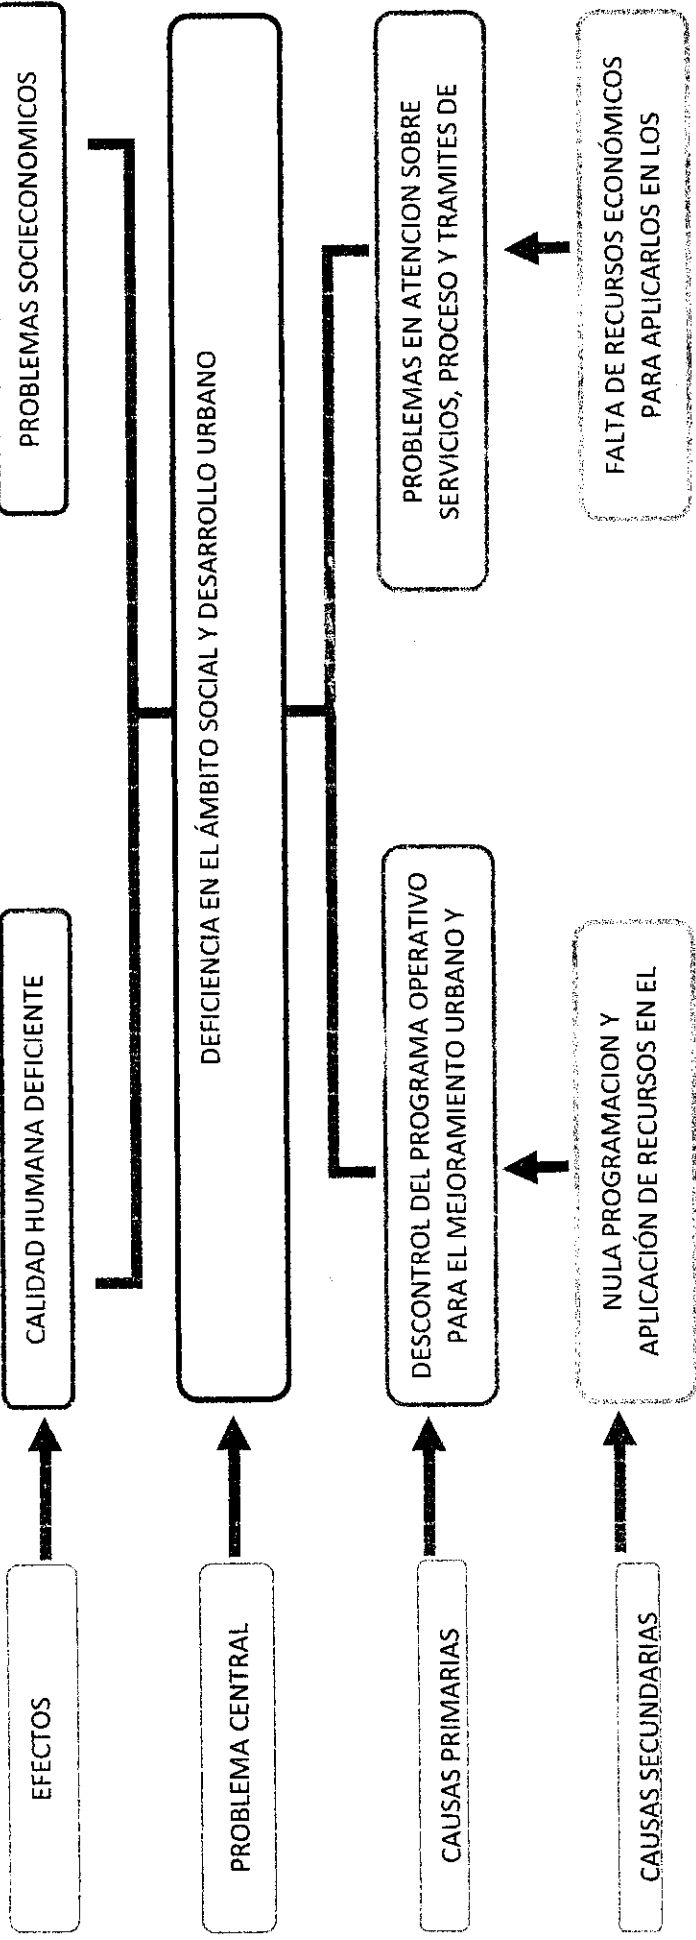 EFECTOS
CALIDAD HUMANA DEFICIENTE
PROBLEMAS SOCIECONOMICOS
PROBLEMA CENTRAL
DEFICIENCIA EN EL ÁMBITO SOCIAL Y DESARROLLO URBANO
CAUSAS PRIMARIAS
DESCONTROL DEL PROGRAMA OPERATIVO
PARA EL MEJORAMIENTO URBANO Y
PROBLEMAS EN ATENCION SOBRE
SERVICIOS, PROCESO Y TRAMITES DE
CAUSAS SECUNDARIAS
NULA PROGRAMACION Y
APLICACIÓN DE RECURSOS EN EL
FALTA DE RECURSOS ECONÓMICOS
PARA APLICARLOS EN LOS